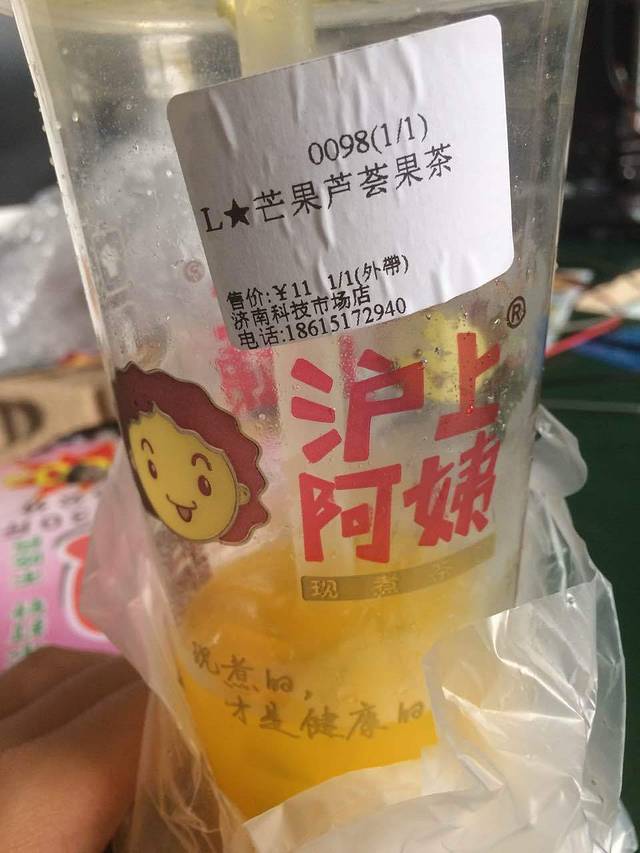 0098(1/1)
L★芒果芦荟果茶
售价:￥11 1/1(外帶)
济南科技市场店
电话:18615172940
®
沪上
阿姨
现煮茶
现煮的,
才是健康的